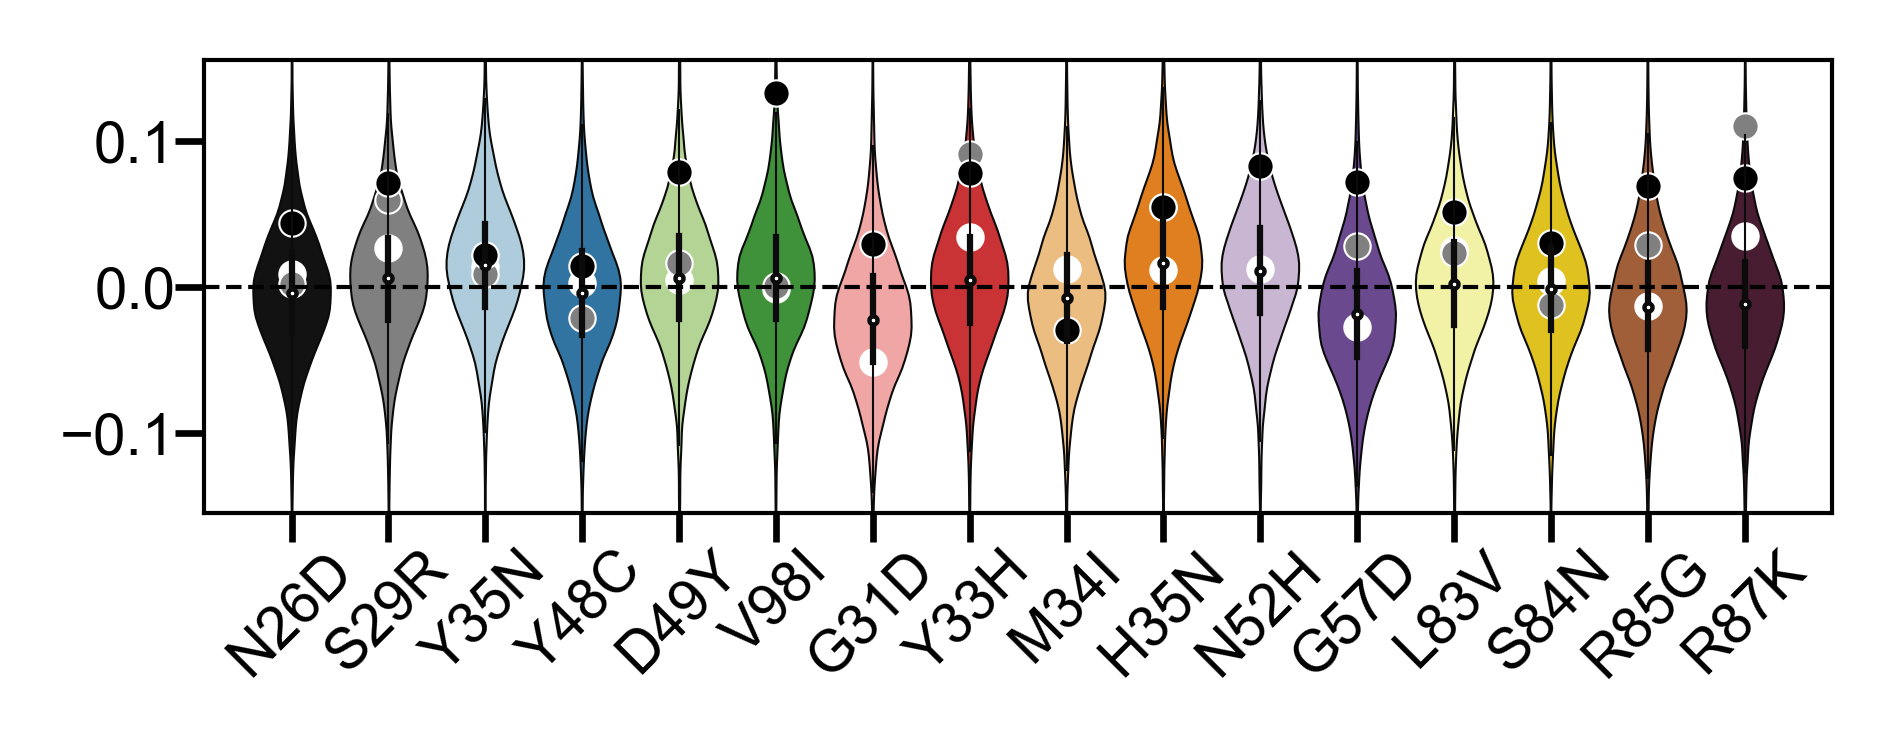 0.1
0.0
−0.1
N26D
S29R
Y35N
Y48C
D49Y
V98I
G31D
Y33H
M34I
H35N
N52H
G57D
L83V
S84N
R85G
R87K